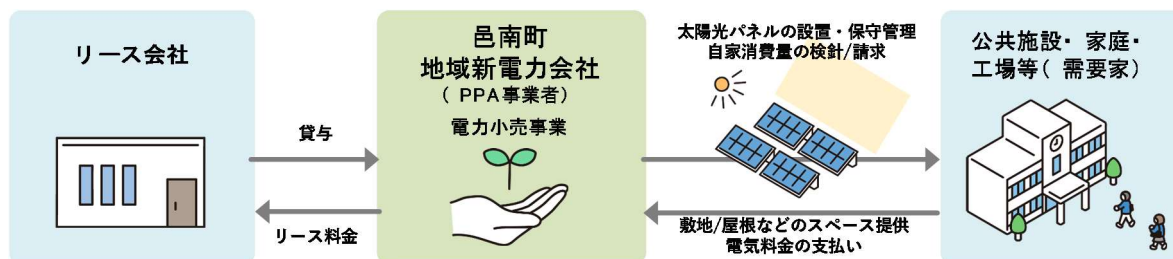 リース会社
貸与
リース料金
邑南町
地域新電力会社
（ PPA事業者）
電力小売事業
太陽光パネルの設置・保守管理
自家消費量の検針/請求
敷地/屋根などのスペース提供
電気料金の支払い
公共施設・家庭・
工場等( 需要家)